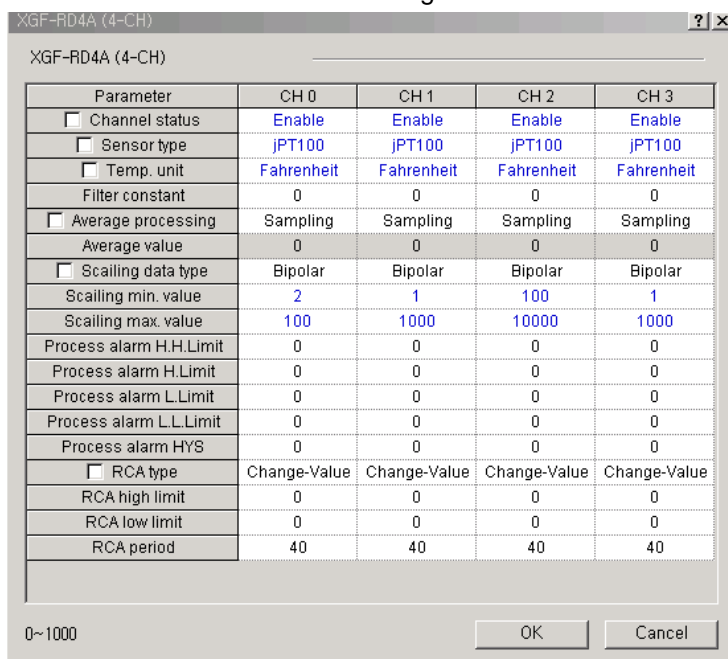 XGF-RD4A (4-CH)
XGF-RD4A (4-CH)
Parameter CH 0 CH 1 CH 2 CH 3
Channel status Enable Enable Enable Enable
Sensor type jPT100 jPT100 jPT100 jPT100
Temp. unit Fahrenheit Fahrenheit Fahrenheit Fahrenheit
Filter constant 0 0 0 0
Average processing Sampling Sampling Sampling Sampling
Average value 0 0 0 0
Scailing data type Bipolar Bipolar Bipolar Bipolar
Scailing min. value 2 1 100 1
Scailing max. value 100 1000 10000 1000
Process alarm H.H.Limit 0 0 0 0
Process alarm H.Limit 0 0 0 0
Process alarm L.Limit 0 0 0 0
Process alarm L.L.Limit 0 0 0 0
Process alarm HYS 0 0 0 0
RCA type Change-Value Change-Value Change-Value Change-Value
RCA high limit 0 0 0 0
RCA low limit 0 0 0 0
RCA period 40 40 40 40
0~1000 OK Cancel